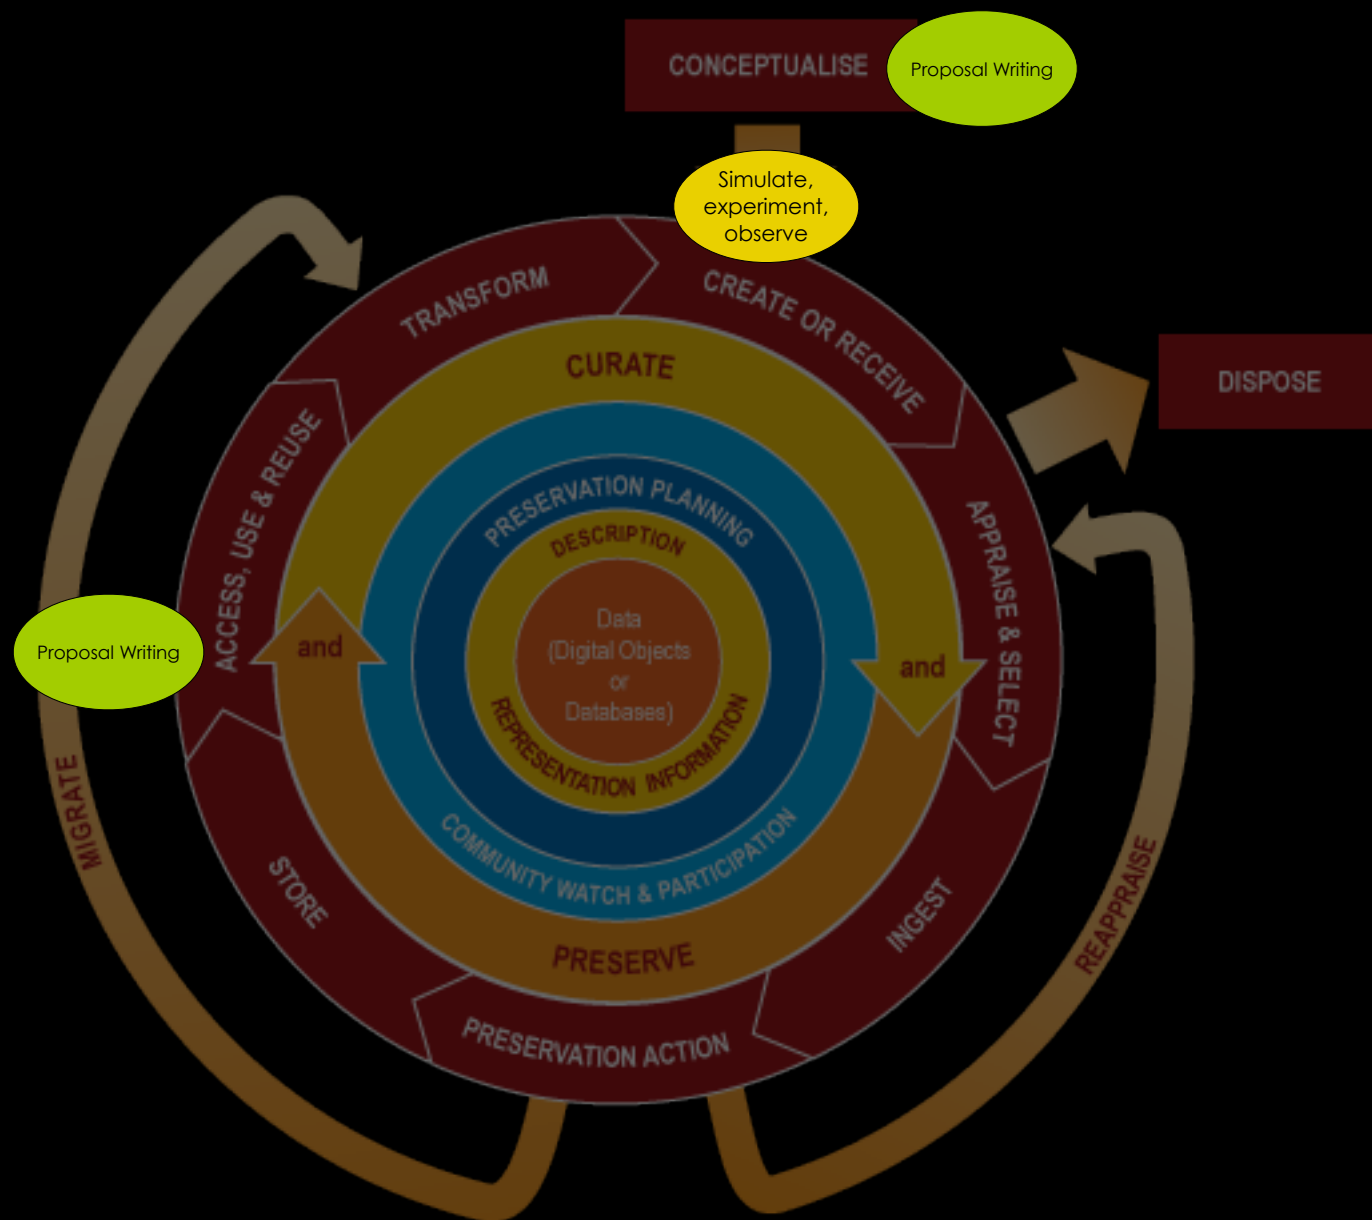 CONCEPTUALISE
Proposal Writing
Simulate,
experiment,
observe
TRANSFORM
CREATE OR RECEIVE
CURATE
DISPOSE
ACCESS, USE & REUSE
PRESERVATION PLANNING
DESCRIPTION
APPRAISE & SELECT
Data
(Digital Objects
or
Databases)
and
and
Proposal Writing
REPRESENTATION INFORMATION
MIGRATE
COMMUNITY WATCH & PARTICIPATION
STORE
INGEST
REAPPRAISE
PRESERVE
PRESERVATION ACTION